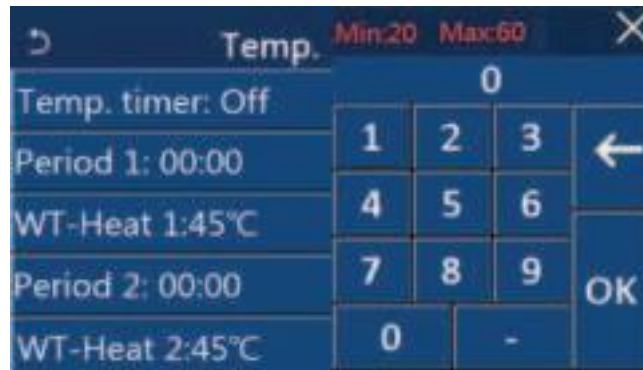 Temp.
Temp. timer: Off
Period 1: 00:00
WT-Heat 1:45℃
Period 2: 00:00
WT-Heat 2:45℃
Min:20 Max:60 X
0
1 2 3 ←
4 5 6
7 8 9 OK
0 -